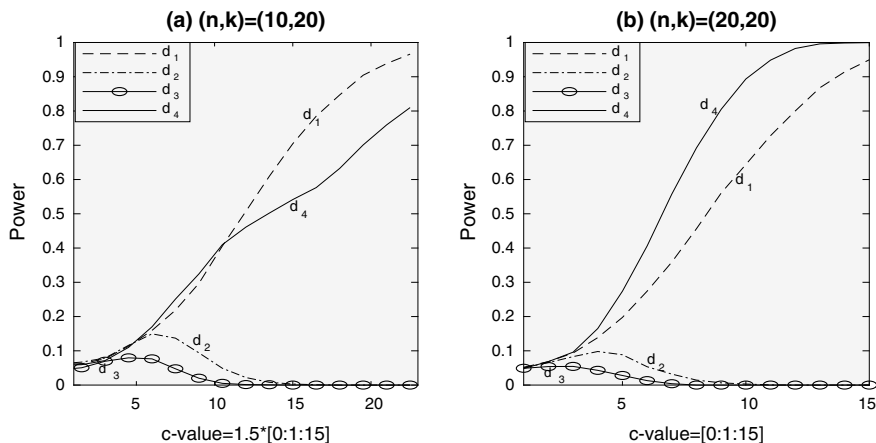 (a) (n,k)=(10,20)
Power
1
0.9
0.8
0.7
0.6
0.5
0.4
0.3
0.2
0.1
0
d 1
d 2
d 3
d 4
d 1
d 4
d 2
d 3
5
10
15
20
c-value=1.5*[0:1:15]
(b) (n,k)=(20,20)
Power
1
0.9
0.8
0.7
0.6
0.5
0.4
0.3
0.2
0.1
0
d 1
d 2
d 3
d 4
d 4
d 1
d 2
d 3
5
10
15
c-value=[0:1:15]